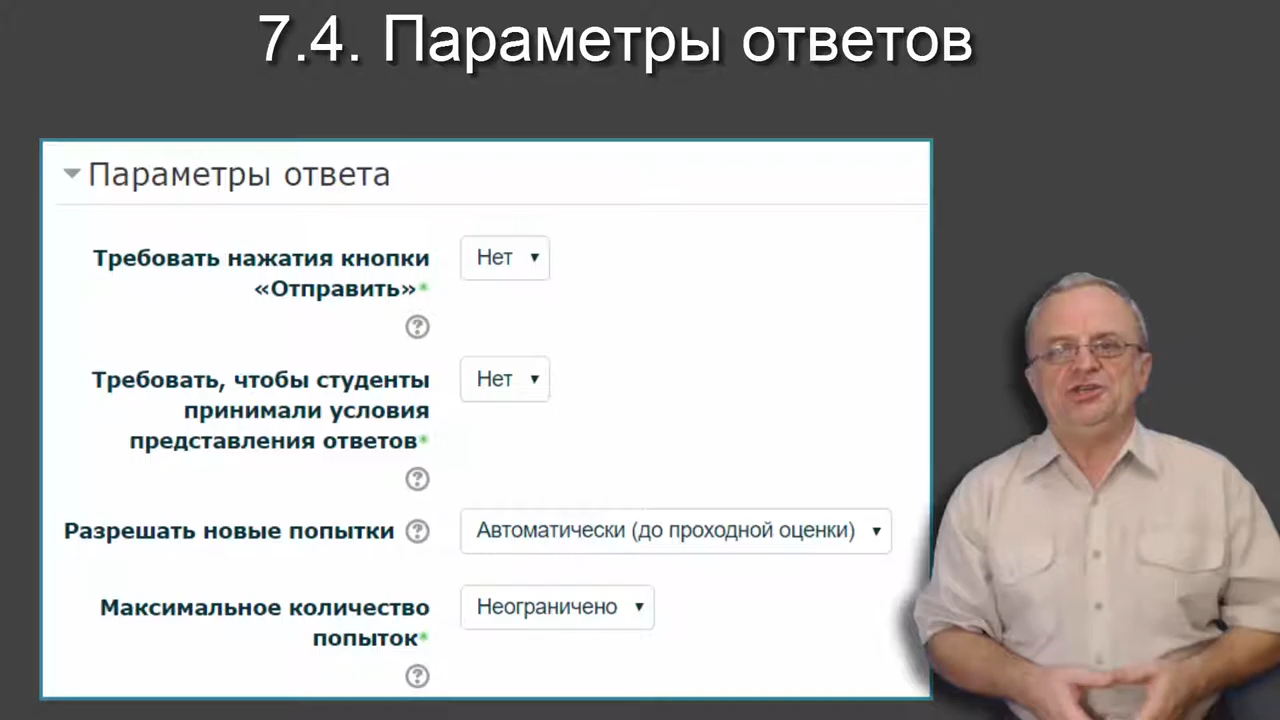 7.4. Параметры ответов
Параметры ответа
Требовать нажатия кнопки
«Отправить»*
Нет
Требовать, чтобы студенты
принимали условия
представления ответов*
Нет
Разрешать новые попытки
Автоматически (до проходной оценки)
Максимальное количество
попыток*
Неограничено